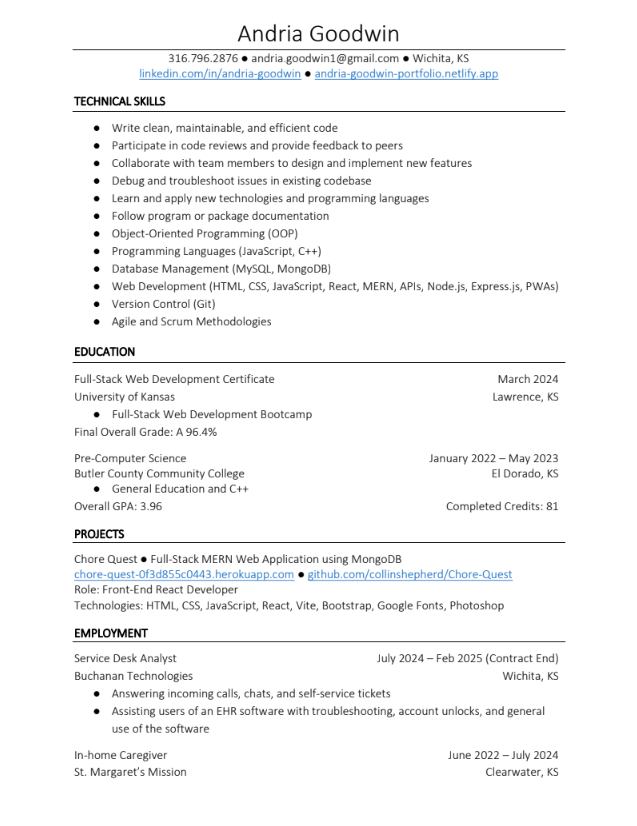 Andria Goodwin
316.796.2876 ● andria.goodwin1@gmail.com ● Wichita, KS
linkedin.com/in/andria-goodwin ● andria-goodwin-portfolio.netlify.app
TECHNICAL SKILLS
● Write clean, maintainable, and efficient code
● Participate in code reviews and provide feedback to peers
● Collaborate with team members to design and implement new features
● Debug and troubleshoot issues in existing codebase
● Learn and apply new technologies and programming languages
● Follow program or package documentation
● Object-Oriented Programming (OOP)
● Programming Languages (JavaScript, C++)
● Database Management (MySQL, MongoDB)
● Web Development (HTML, CSS, JavaScript, React, MERN, APIs, Node.js, Express.js, PWAs)
● Version Control (Git)
● Agile and Scrum Methodologies
EDUCATION
Full-Stack Web Development Certificate March 2024
University of Kansas Lawrence, KS
● Full-Stack Web Development Bootcamp
Final Overall Grade: A 96.4%
Pre-Computer Science January 2022 – May 2023
Butler County Community College El Dorado, KS
● General Education and C++
Overall GPA: 3.96 Completed Credits: 81
PROJECTS
Chore Quest ● Full-Stack MERN Web Application using MongoDB
chore-quest-0f3d855c0443.herokuapp.com ● github.com/collinshepherd/Chore-Quest
Role: Front-End React Developer
Technologies: HTML, CSS, JavaScript, React, Vite, Bootstrap, Google Fonts, Photoshop
EMPLOYMENT
Service Desk Analyst July 2024 – Feb 2025 (Contract End)
Buchanan Technologies Wichita, KS
● Answering incoming calls, chats, and self-service tickets
● Assisting users of an EHR software with troubleshooting, account unlocks, and general
use of the software
In-home Caregiver June 2022 – July 2024
St. Margaret's Mission Clearwater, KS